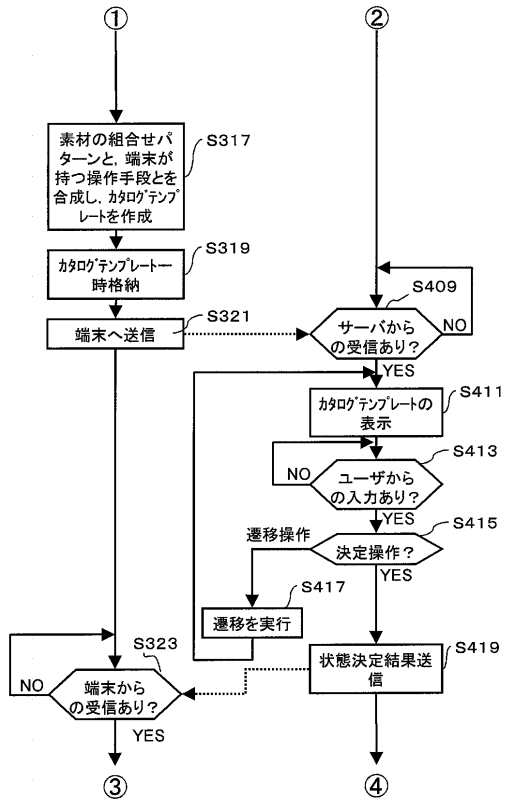 ①
②
素材の組合せパ
ターンと，端末が
持つ操作手段とを
合成し，ｶﾀﾛｸﾞﾃﾝﾌﾟ
ﾚｰﾄを作成
S317
ｶﾀﾛｸﾞﾃﾝﾌﾟﾚｰﾄ一
時格納
S319
端末へ送信
S321
S409
サーバから
の受信あり？
NO
YES
ｶﾀﾛｸﾞﾃﾝﾌﾟﾚｰﾄの
表示
S411
S413
ユーザから
の入力あり？
NO
YES
S415
遷移操作
決定操作？
YES
S417
遷移を実行
状態決定結果送
信
S419
S323
端末から
の受信あり？
NO
YES
③
④